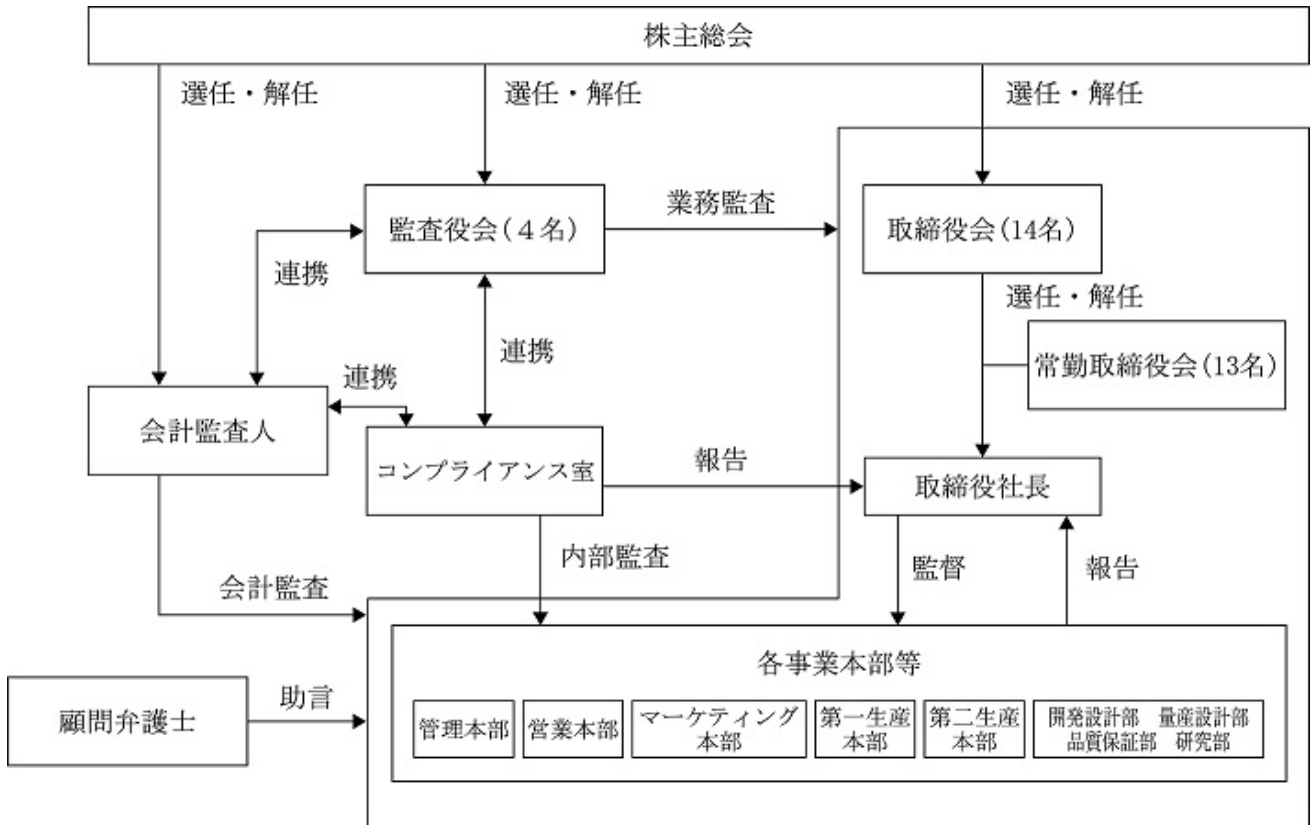 株主総会
選任・解任
選任・解任
選任・解任
監査役会(4名)
業務監査
取締役会(14名)
連携
選任・解任
連携
常勤取締役会(13名)
連携
会計監査人
コンプライアンス室
報告
取締役社長
内部監査
監督
報告
会計監査
各事業本部等
顧問弁護士
助言
管理本部
営業本部
マーケティング
本部
第一生産
本部
第二生産
本部
開発設計部 量産設計部
品質保証部 研究部